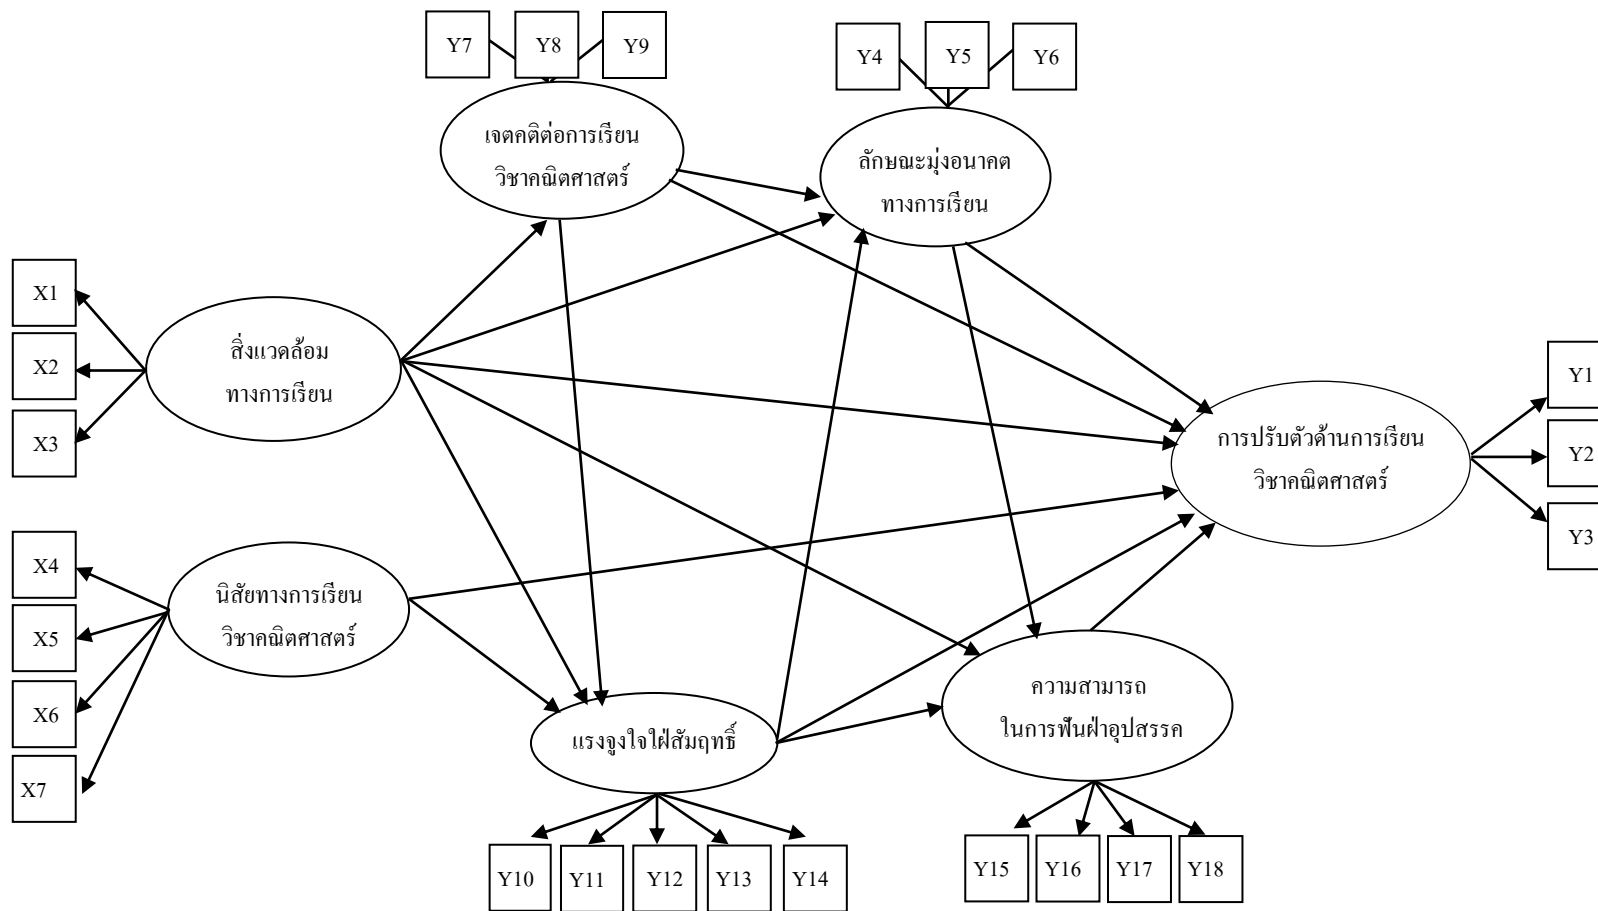 Y7
Y8
Y9
Y4
Y5
Y6
เจตคติต่อการเรียน
วิชาคณิตศาสตร์
ลักษณะมุ่งอนาคต
ทางการเรียน
X1
X2
X3
สิ่งแวดล้อม
ทางการเรียน
Y1
Y2
Y3
การปรับตัวด้านการเรียน
วิชาคณิตศาสตร์
X4
X5
X6
X7
นิสัยทางการเรียน
วิชาคณิตศาสตร์
แรงจูงใจใฝ่สัมฤทธิ์
ความสามารถ
ในการฟันฝ่าอุปสรรค
Y10
Y11
Y12
Y13
Y14
Y15
Y16
Y17
Y18